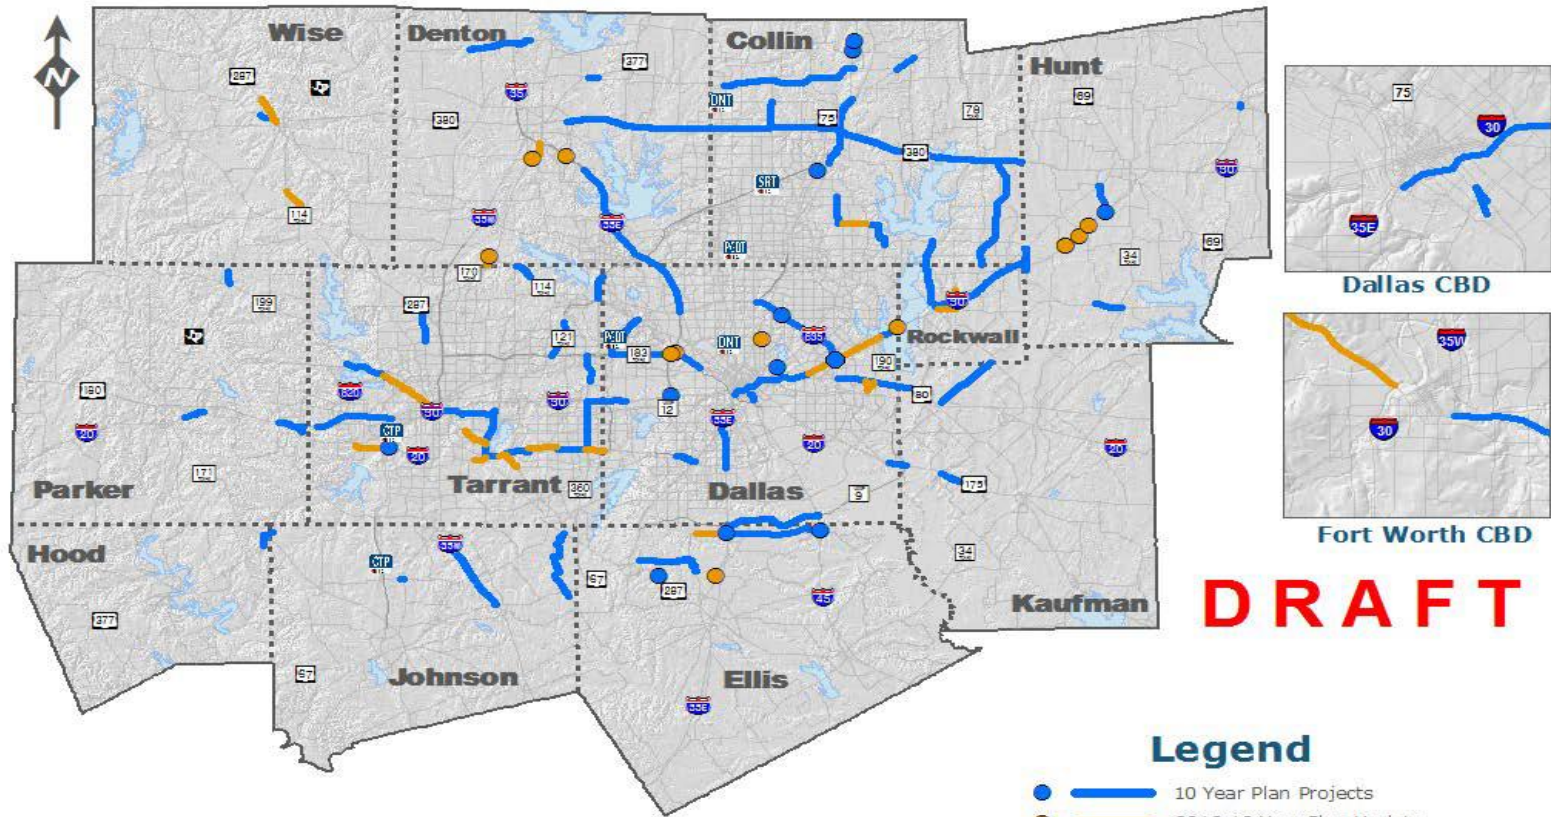 N
Wise
Denton
Collin
Hunt
287
377
35
DNT
75
78
69
380
380
SRT
114
35W
35E
PGBT
34
69
170
114
199
287
121
183
PGBT
DNT
635
30
Rockwall
190
180
20
820
30
30
12
80
CTP
20
35E
20
20
171
Parker
Tarrant
360
Dallas
9
175
Hood
35W
CTP
67
287
45
34
377
Kaufman
67
Johnson
Ellis
35E
75
30
35E
Dallas CBD
35W
30
Fort Worth CBD
DRAFT
Legend
10 Year Plan Projects